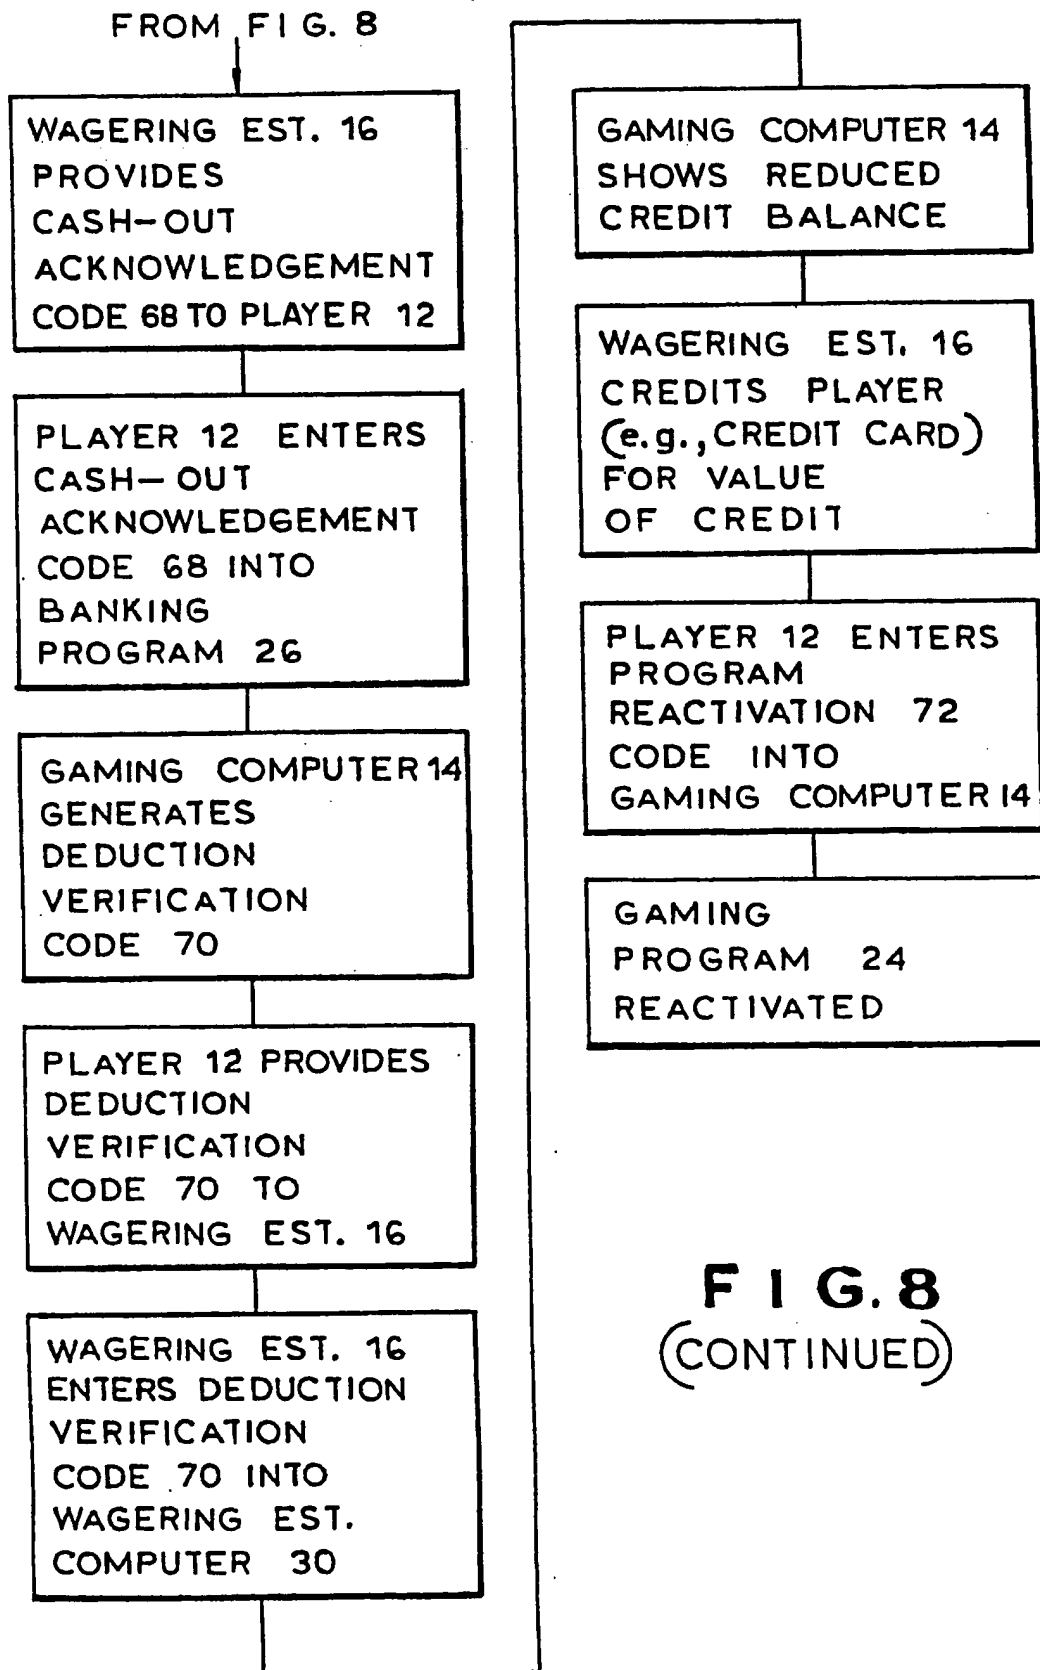 FROM FIG. 8
WAGERING EST. 16
PROVIDES
CASH-OUT
ACKNOWLEDGEMENT
CODE 68 TO PLAYER 12
PLAYER 12 ENTERS
CASH-OUT
ACKNOWLEDGEMENT
CODE 68 INTO
BANKING
PROGRAM 26
GAMING COMPUTER 14
GENERATES
DEDUCTION
VERIFICATION
CODE 70
PLAYER 12 PROVIDES
DEDUCTION
VERIFICATION
CODE 70 TO
WAGERING EST. 16
WAGERING EST. 16
ENTERS DEDUCTION
VERIFICATION
CODE 70 INTO
WAGERING EST.
COMPUTER 30
GAMING COMPUTER 14
SHOWS REDUCED
CREDIT BALANCE
WAGERING EST. 16
CREDITS PLAYER
(e.g., CREDIT CARD)
FOR VALUE
OF CREDIT
PLAYER 12 ENTERS
PROGRAM
REACTIVATION 72
CODE INTO
GAMING COMPUTER 14
GAMING
PROGRAM 24
REACTIVATED
FIG. 8
(CONTINUED)